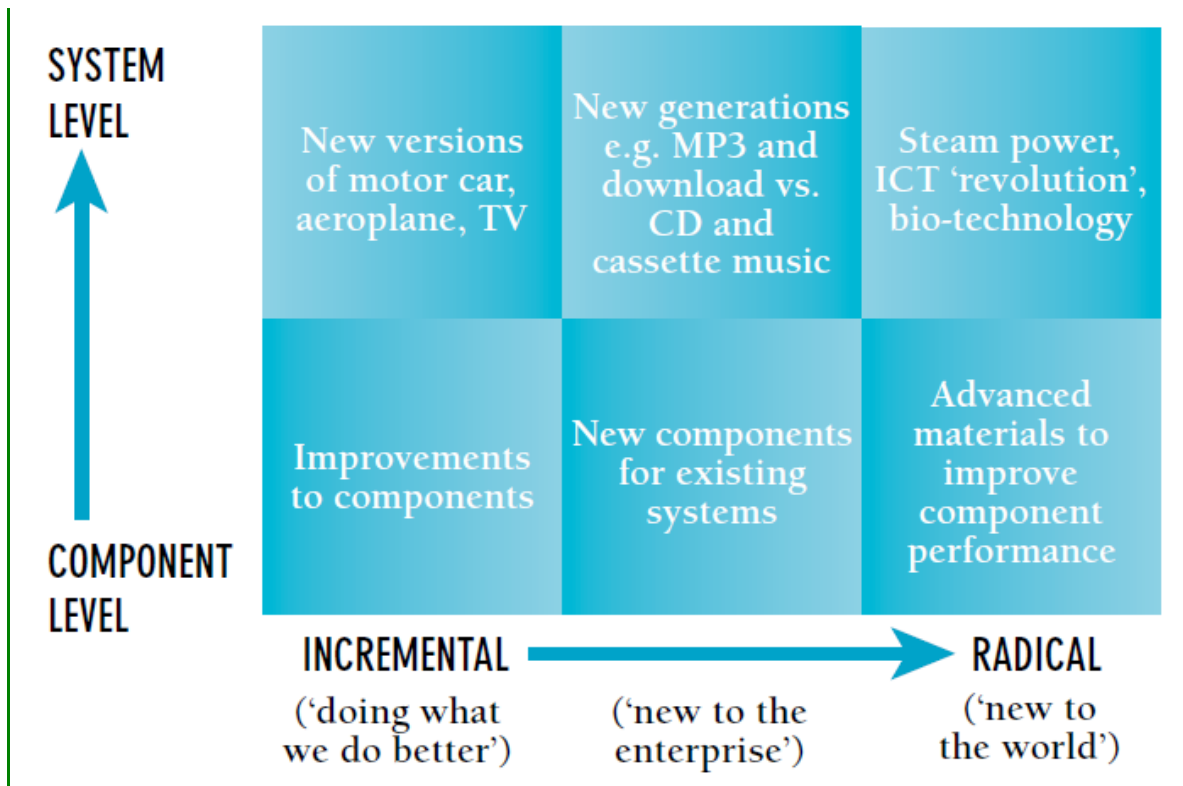 SYSTEM
LEVEL
New versions
of motor car,
aeroplane, TV
New generations
e.g. MP3 and
download vs.
CD and
cassette music
Steam power,
ICT ‘revolution’,
bio-technology
Improvements
to components
New components
for existing
systems
Advanced
materials to
improve
component
performance
COMPONENT
LEVEL
INCREMENTAL
RADICAL
(‘doing what
we do better’)
(‘new to the
enterprise’)
(‘new to
the world’)